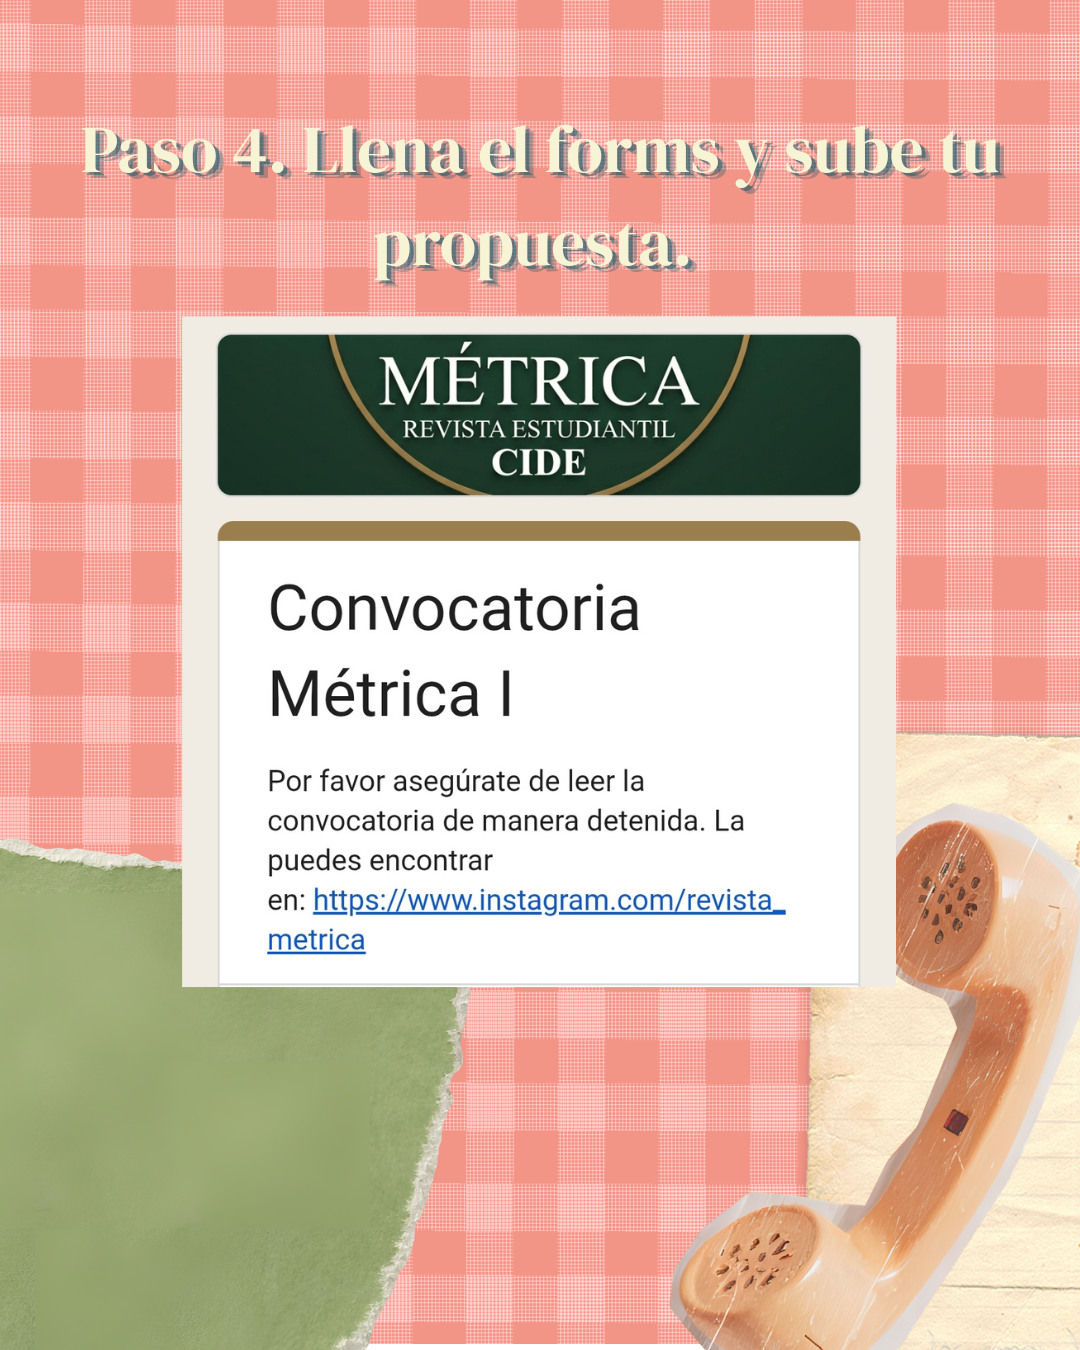 Paso 4. Llena el forms y sube tu
propuesta.
MÉTRICA
REVISTA ESTUDIANTIL
CIDE
Convocatoria
Métrica I
Por favor asegúrate de leer la
convocatoria de manera detenida. La
puedes encontrar
en: https://www.instagram.com/revista_
metrica